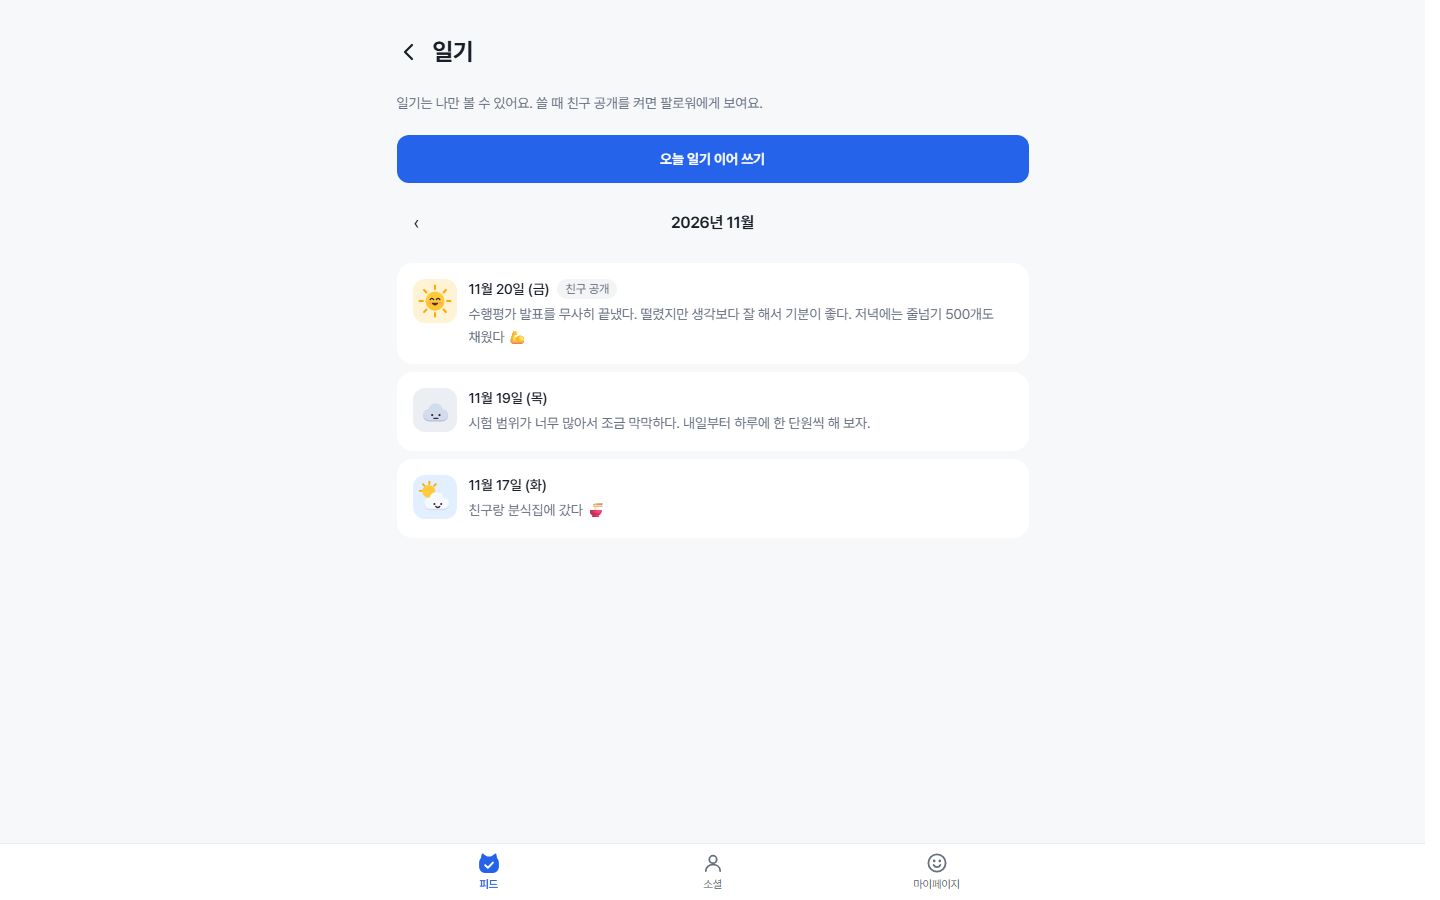 일기
일기는 나만 볼 수 있어요. 쓸 때 친구 공개를 켜면 팔로워에게 보여요.
오늘 일기 이어 쓰기
‹ 2026년 11월
11월 20일 (금) 친구 공개
수행평가 발표를 무사히 끝냈다. 떨렸지만 생각보다 잘 해서 기분이 좋다. 저녁에는 줄넘기 500개도
채웠다 💪
11월 19일 (목)
시험 범위가 너무 많아서 조금 막막하다. 내일부터 하루에 한 단원씩 해 보자.
11월 17일 (화)
친구랑 분식집에 갔다 🍜
피드 소셜 마이페이지